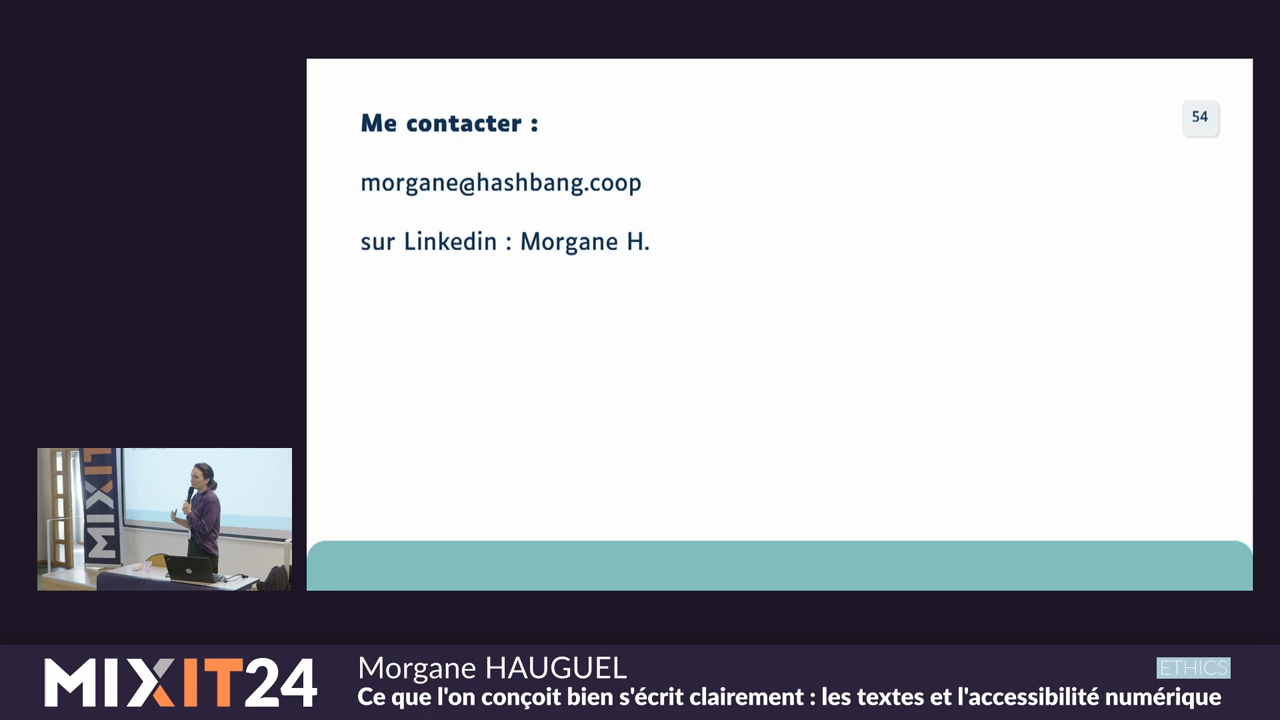 Me contacter :
54
morgane@hashbang.coop
sur Linkedin : Morgane H.
MIXIT
MIXIT24
Morgane HAUGUEL
ETHICS
Ce que l'on conçoit bien s'écrit clairement : les textes et l'accessibilité numérique